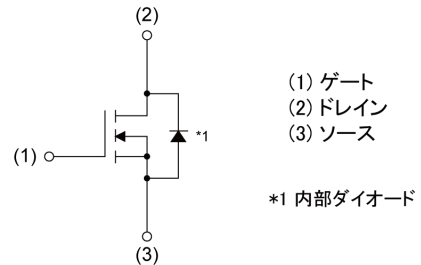 (2)
(1) ゲート
(2) ドレイン
(3) ソース
*1
(1)
*1 内部ダイオード
(3)